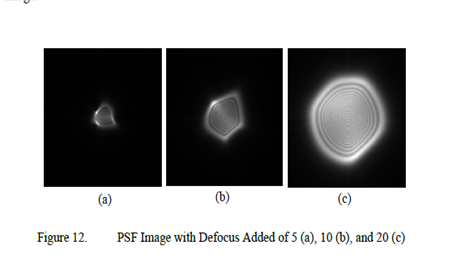 (a)
(b)
(c)
Figure 12. PSF Image with Defocus Added of 5 (a), 10 (b), and 20 (c)